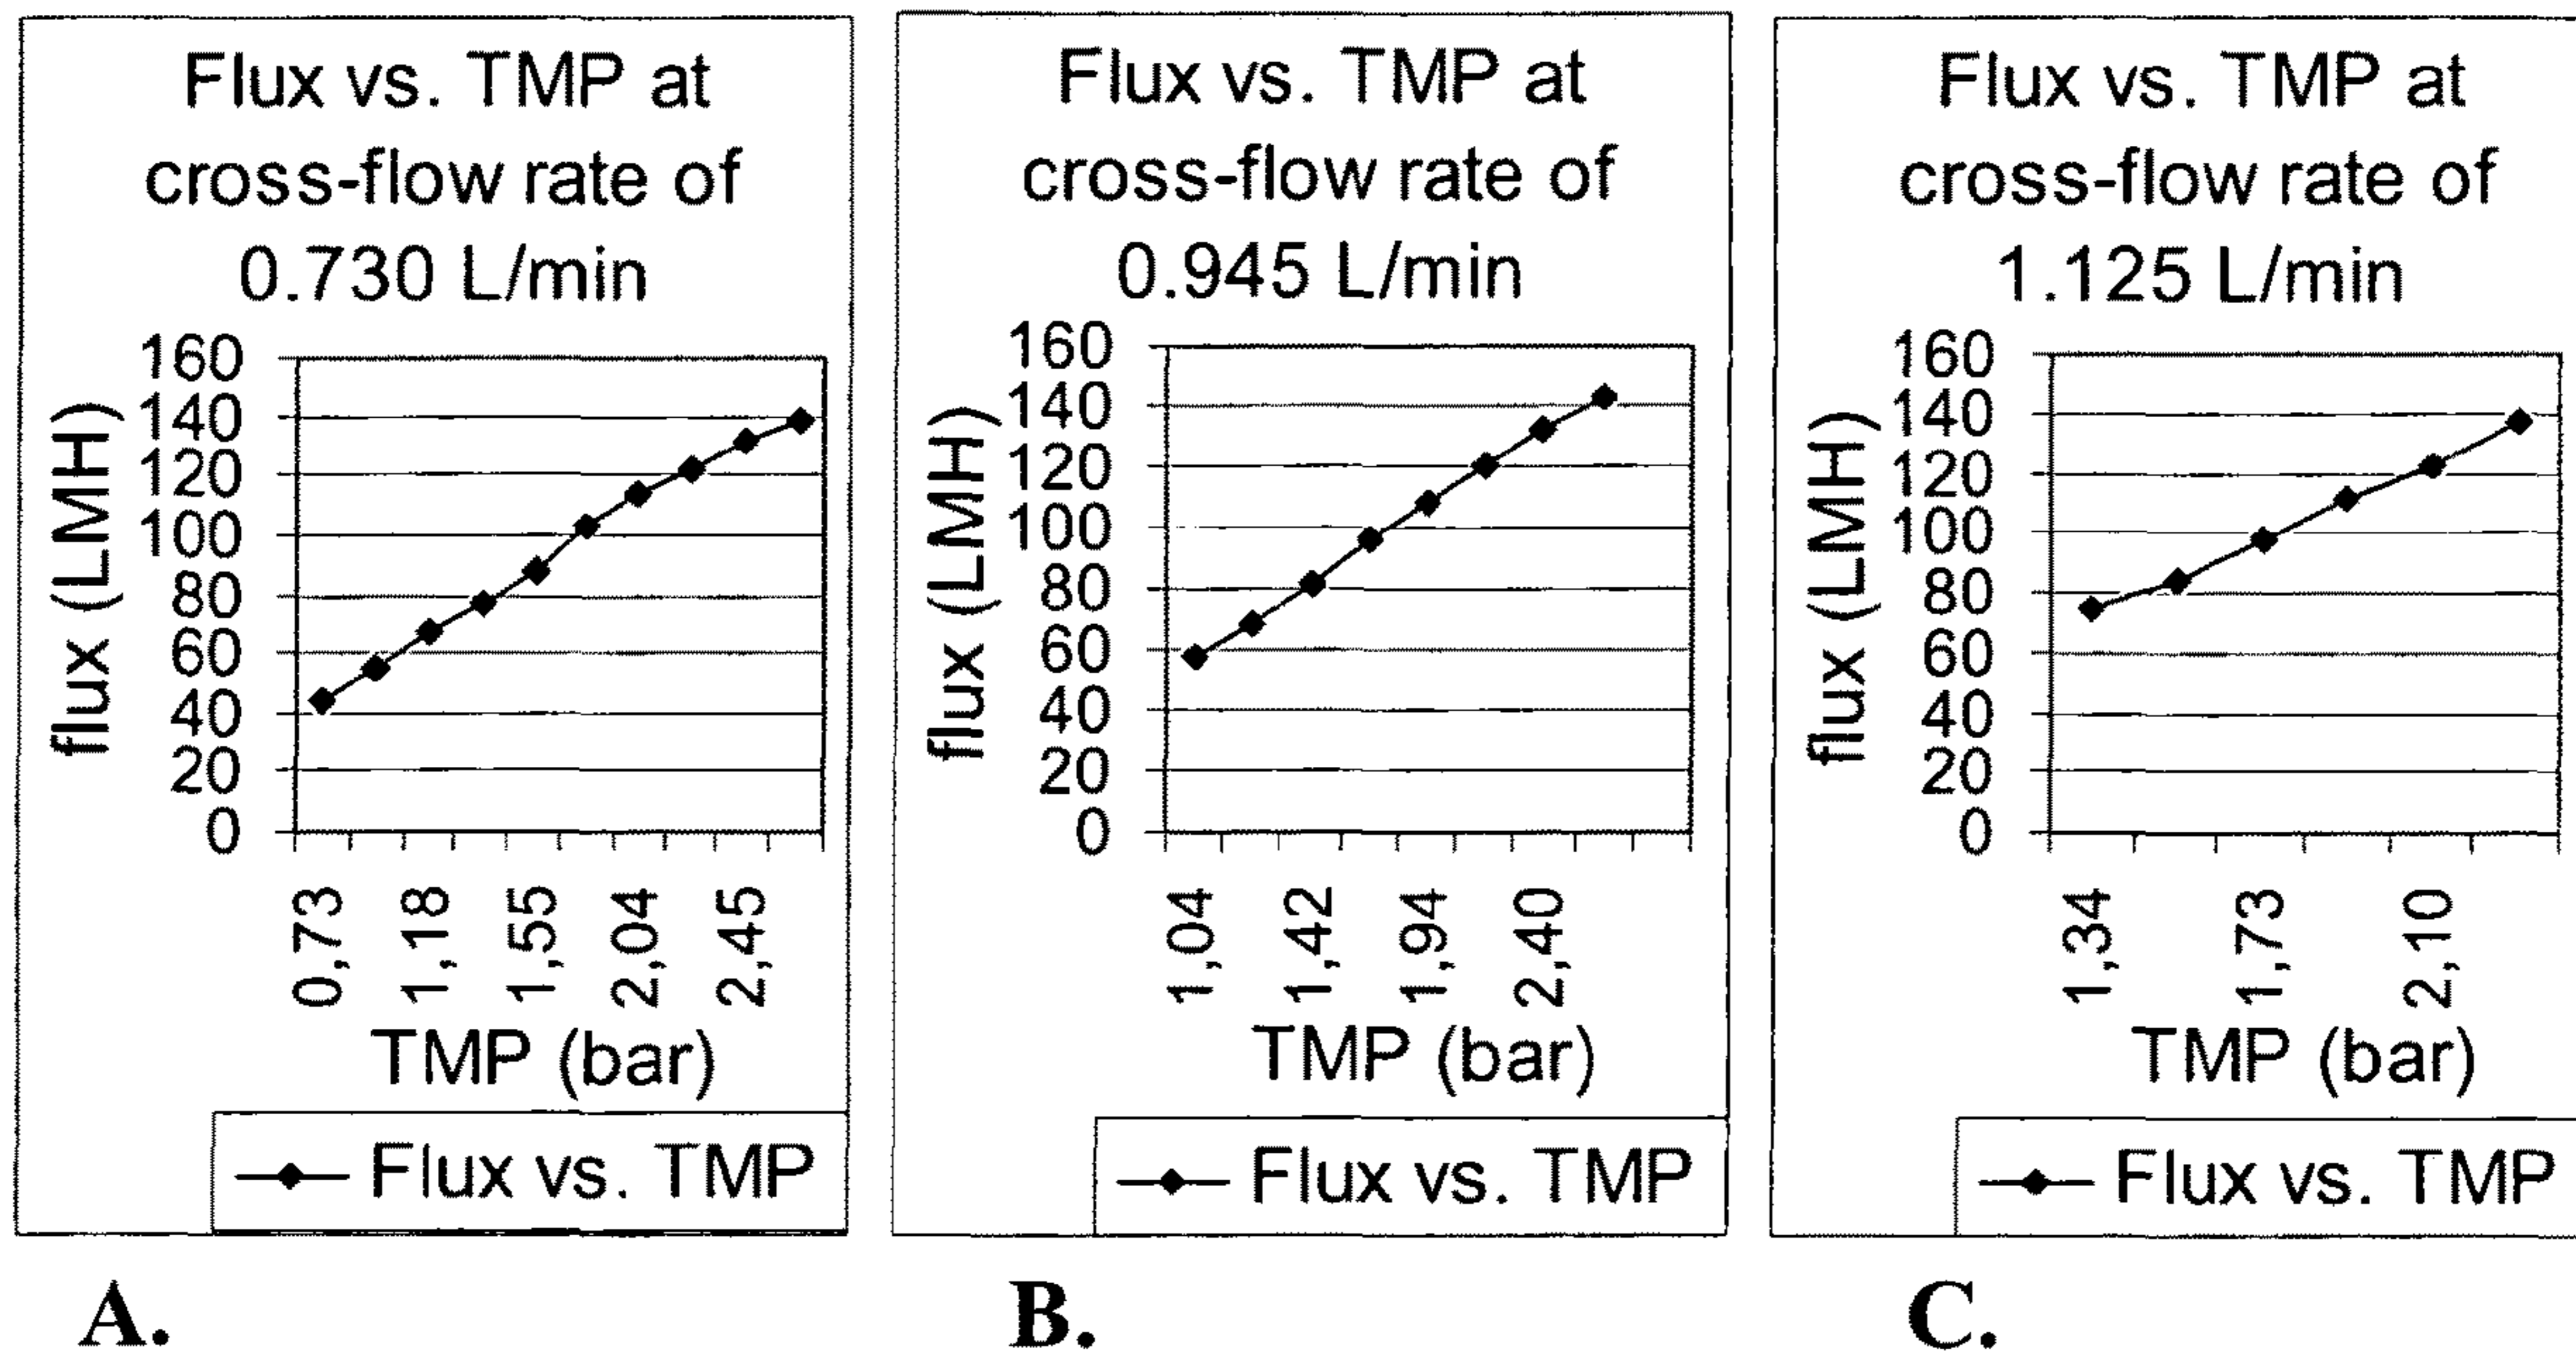 Flux vs. TMP at
cross-flow rate of
0.730 L/min
160
140
120
100
80
60
40
20
0
flux (LMH)
0,73
1,18
1,55
2,04
2,45
TMP (bar)
Flux vs. TMP
A.
Flux vs. TMP at
cross-flow rate of
0.945 L/min
160
140
120
100
80
60
40
20
0
flux (LMH)
1,04
1,42
1,94
2,40
TMP (bar)
Flux vs. TMP
B.
Flux vs. TMP at
cross-flow rate of
1.125 L/min
160
140
120
100
80
60
40
20
0
flux (LMH)
1,34
1,73
2,10
TMP (bar)
Flux vs. TMP
C.